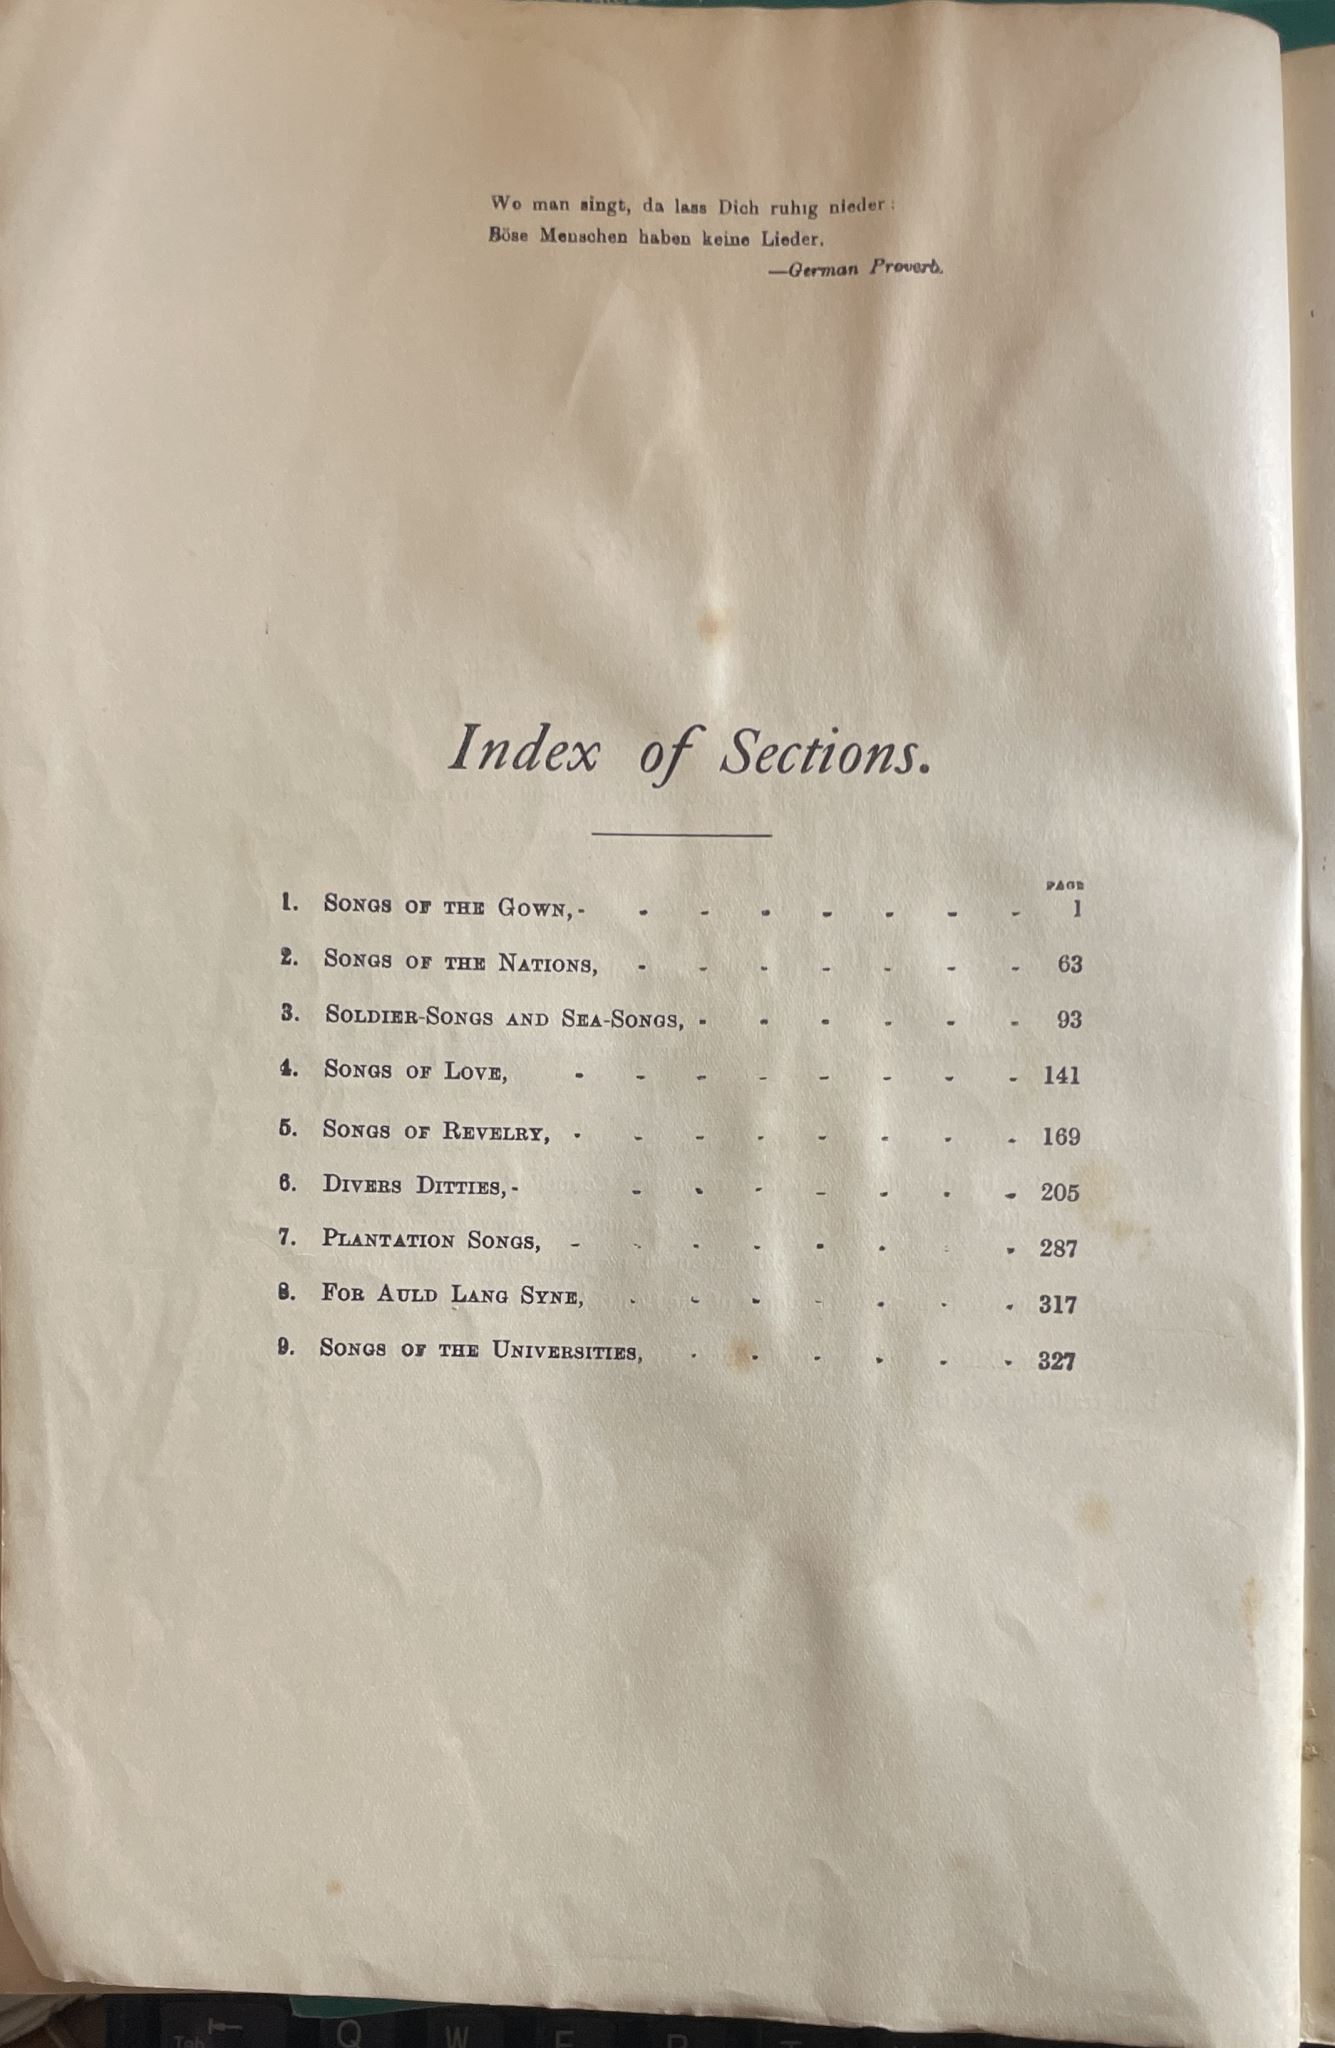 Wo man singt, da lass Dich ruhig nieder:
Böse Menschen haben keine Lieder.
—German Proverb.
Index of Sections.
PAGE
1. SONGS OF THE GOWN, - - - - - - - - 1
2. SONGS OF THE NATIONS, - - - - - - - 63
3. SOLDIER-SONGS AND SEA-SONGS, - - - - - - 93
4. SONGS OF LOVE, - - - - - - - - 141
5. SONGS OF REVELRY, - - - - - - - - 169
6. DIVERS DITTIES, - - - - - - - - 205
7. PLANTATION SONGS, - - - - - - - - 287
8. FOR AULD LANG SYNE, - - - - - - - 317
9. SONGS OF THE UNIVERSITIES, - - - - - - 327
Tab Q W E R T